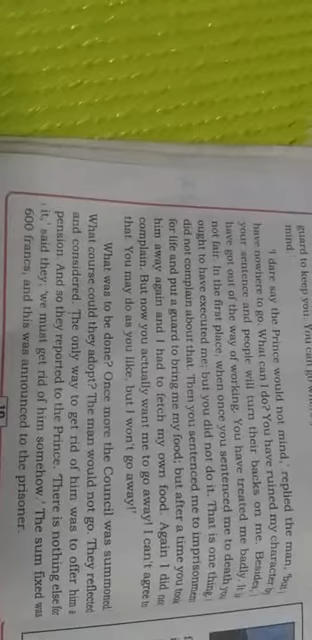 guard to keep you. You can go
mind.'
'I dare say the Prince would not mind,' replied the man, 'but I
have nowhere to go. What can I do? You have ruined my character by
your sentence and people will turn their backs on me. Besides, I
have got out of the way of working. You have treated me badly. It is
not fair. In the first place, when once you sentenced me to death you
ought to have executed me; but you did not do it. That is one thing. I
did not complain about that. Then you sentenced me to imprisonment
for life and put a guard to bring me my food; but after a time you took
him away again and I had to fetch my own food. Again I did not
complain. But now you actually want me to go away! I can't agree to
that. You may do as you like, but I won't go away!'
What was to be done? Once more the Council was summoned.
What course could they adopt? The man would not go. They reflected
and considered. The only way to get rid of him was to offer him a
pension. And so they reported to the Prince. 'There is nothing else for
it,' said they; 'we must get rid of him somehow.' The sum fixed was
600 francs, and this was announced to the prisoner.